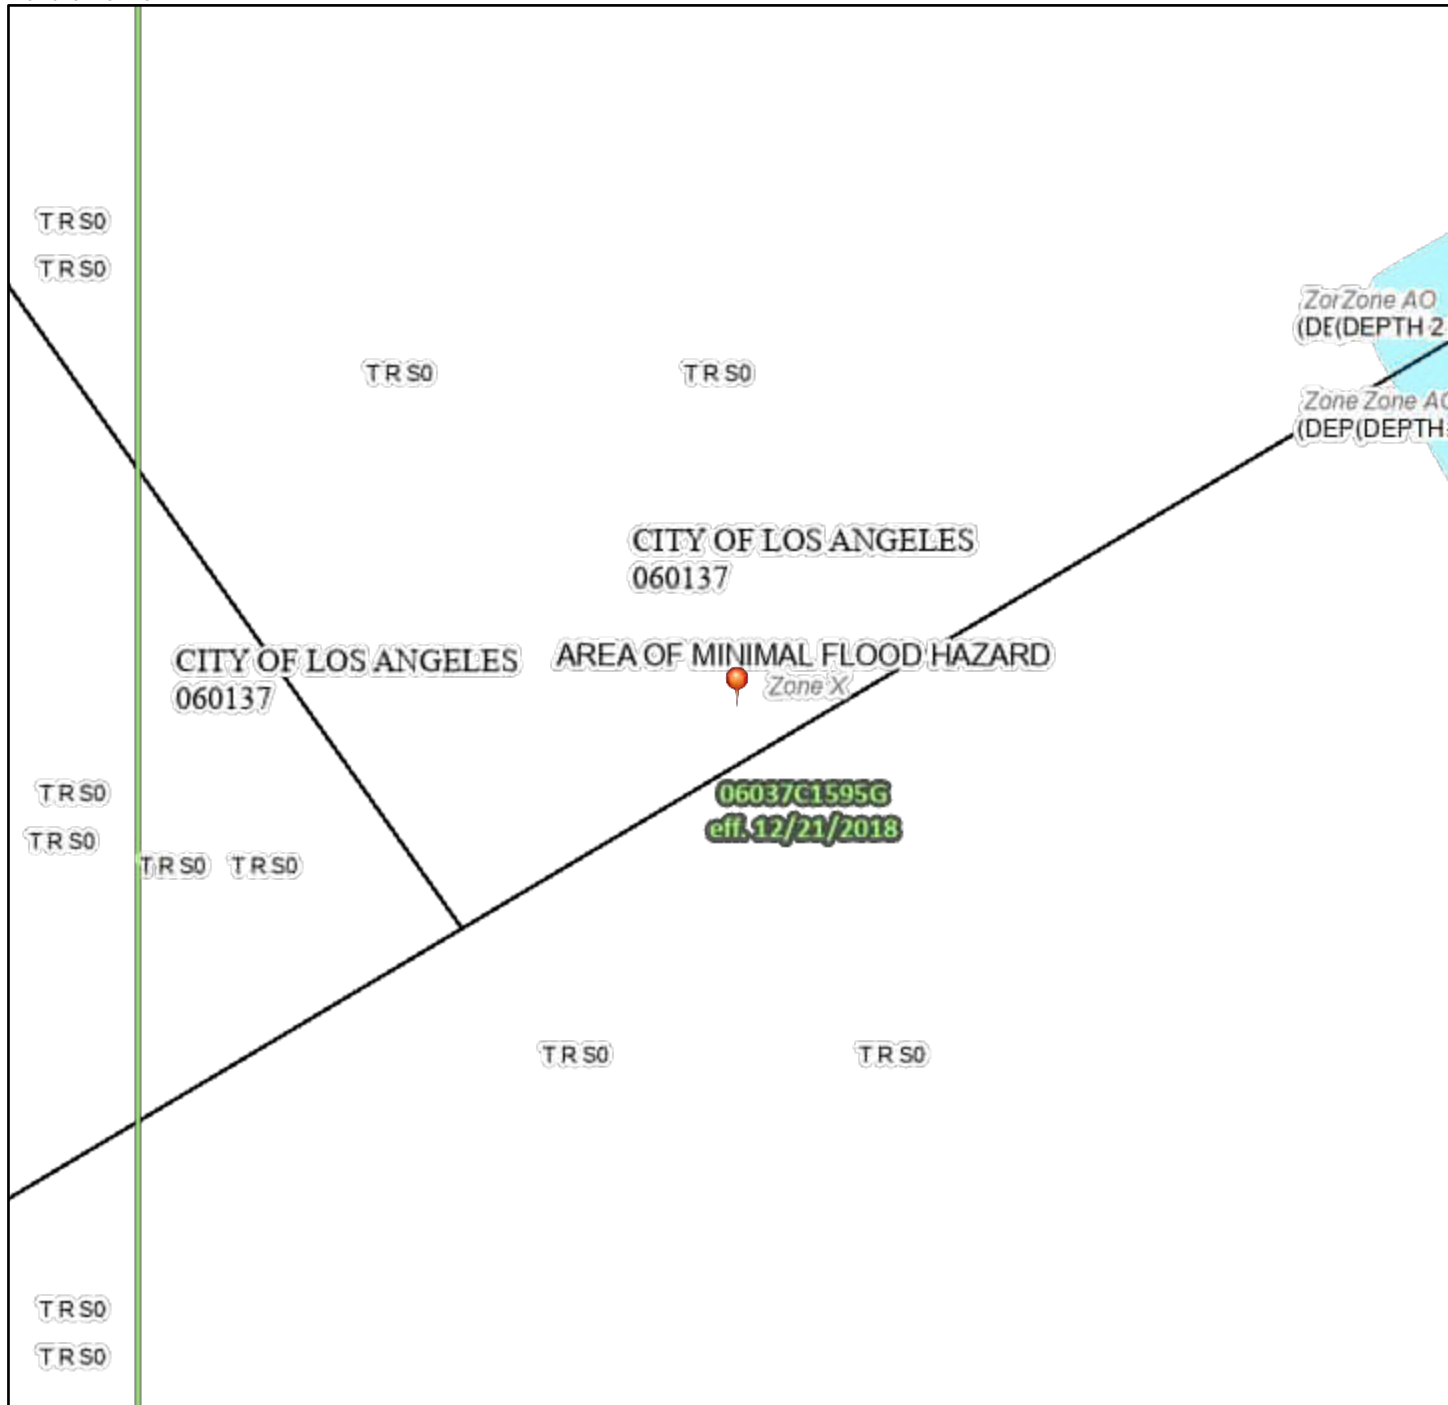 T R S0
T R S0
Zone AO
(DEPTH 2
T R S0
T R S0
Zone Zone AO
(DEP(DEPTH
CITY OF LOS ANGELES
060137
CITY OF LOS ANGELES
060137
AREA OF MINIMAL FLOOD HAZARD
Zone X
T R S0
T R S0
T R S0 T R S0
06037C1595G
eff. 12/21/2018
T R S0
T R S0
T R S0
T R S0